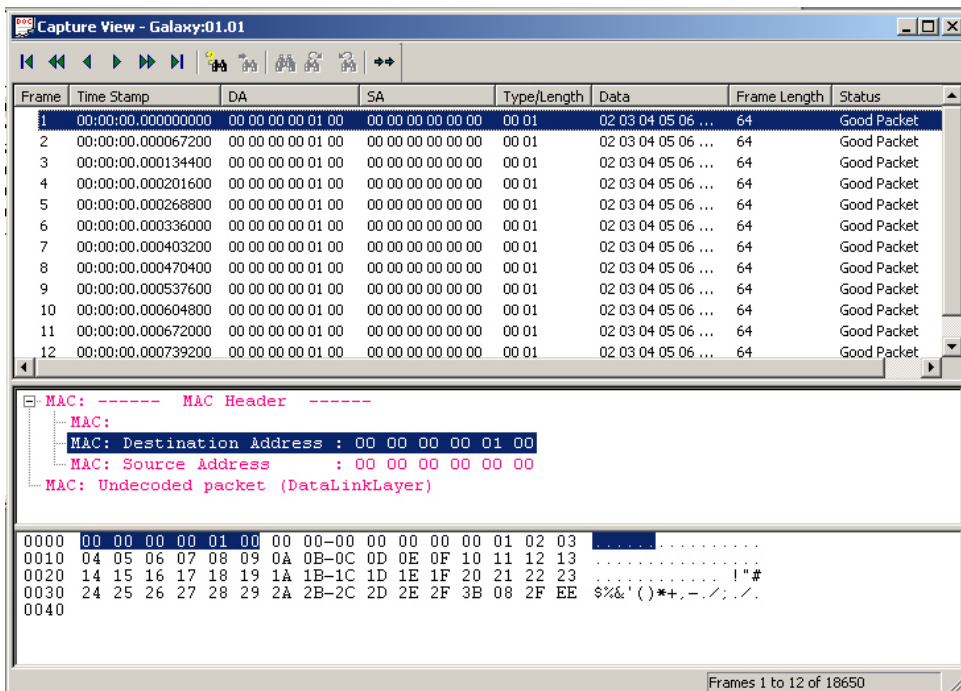 Capture View - Galaxy:01.01
Frame Time Stamp DA SA Type/Length Data Frame Length Status
1 00:00:00.000000000 00 00 00 00 01 00 00 00 00 00 00 00 00 01 02 03 04 05 06 ... 64 Good Packet
2 00:00:00.000067200 00 00 00 00 01 00 00 00 00 00 00 00 00 01 02 03 04 05 06 ... 64 Good Packet
3 00:00:00.000134400 00 00 00 00 01 00 00 00 00 00 00 00 00 01 02 03 04 05 06 ... 64 Good Packet
4 00:00:00.000201600 00 00 00 00 01 00 00 00 00 00 00 00 00 01 02 03 04 05 06 ... 64 Good Packet
5 00:00:00.000268800 00 00 00 00 01 00 00 00 00 00 00 00 00 01 02 03 04 05 06 ... 64 Good Packet
6 00:00:00.000336000 00 00 00 00 01 00 00 00 00 00 00 00 00 01 02 03 04 05 06 ... 64 Good Packet
7 00:00:00.000403200 00 00 00 00 01 00 00 00 00 00 00 00 00 01 02 03 04 05 06 ... 64 Good Packet
8 00:00:00.000470400 00 00 00 00 01 00 00 00 00 00 00 00 00 01 02 03 04 05 06 ... 64 Good Packet
9 00:00:00.000537600 00 00 00 00 01 00 00 00 00 00 00 00 00 01 02 03 04 05 06 ... 64 Good Packet
10 00:00:00.000604800 00 00 00 00 01 00 00 00 00 00 00 00 00 01 02 03 04 05 06 ... 64 Good Packet
11 00:00:00.000672000 00 00 00 00 01 00 00 00 00 00 00 00 00 01 02 03 04 05 06 ... 64 Good Packet
12 00:00:00.000739200 00 00 00 00 01 00 00 00 00 00 00 00 00 01 02 03 04 05 06 ... 64 Good Packet
MAC: ------ MAC Header ------
MAC:
MAC: Destination Address : 00 00 00 00 01 00
MAC: Source Address : 00 00 00 00 00 00
MAC: Undecoded packet (DataLinkLayer)
0000 00 00 00 00 01 00 00 00-00 00 00 00 00 01 02 03 ................
0010 04 05 06 07 08 09 0A 0B-0C 0D 0E 0F 10 11 12 13 ................
0020 14 15 16 17 18 19 1A 1B-1C 1D 1E 1F 20 21 22 23 ............ !"#
0030 24 25 26 27 28 29 2A 2B-2C 2D 2E 2F 3B 08 2F EE $%&'()*+,-./;./.
0040
Frames 1 to 12 of 18650